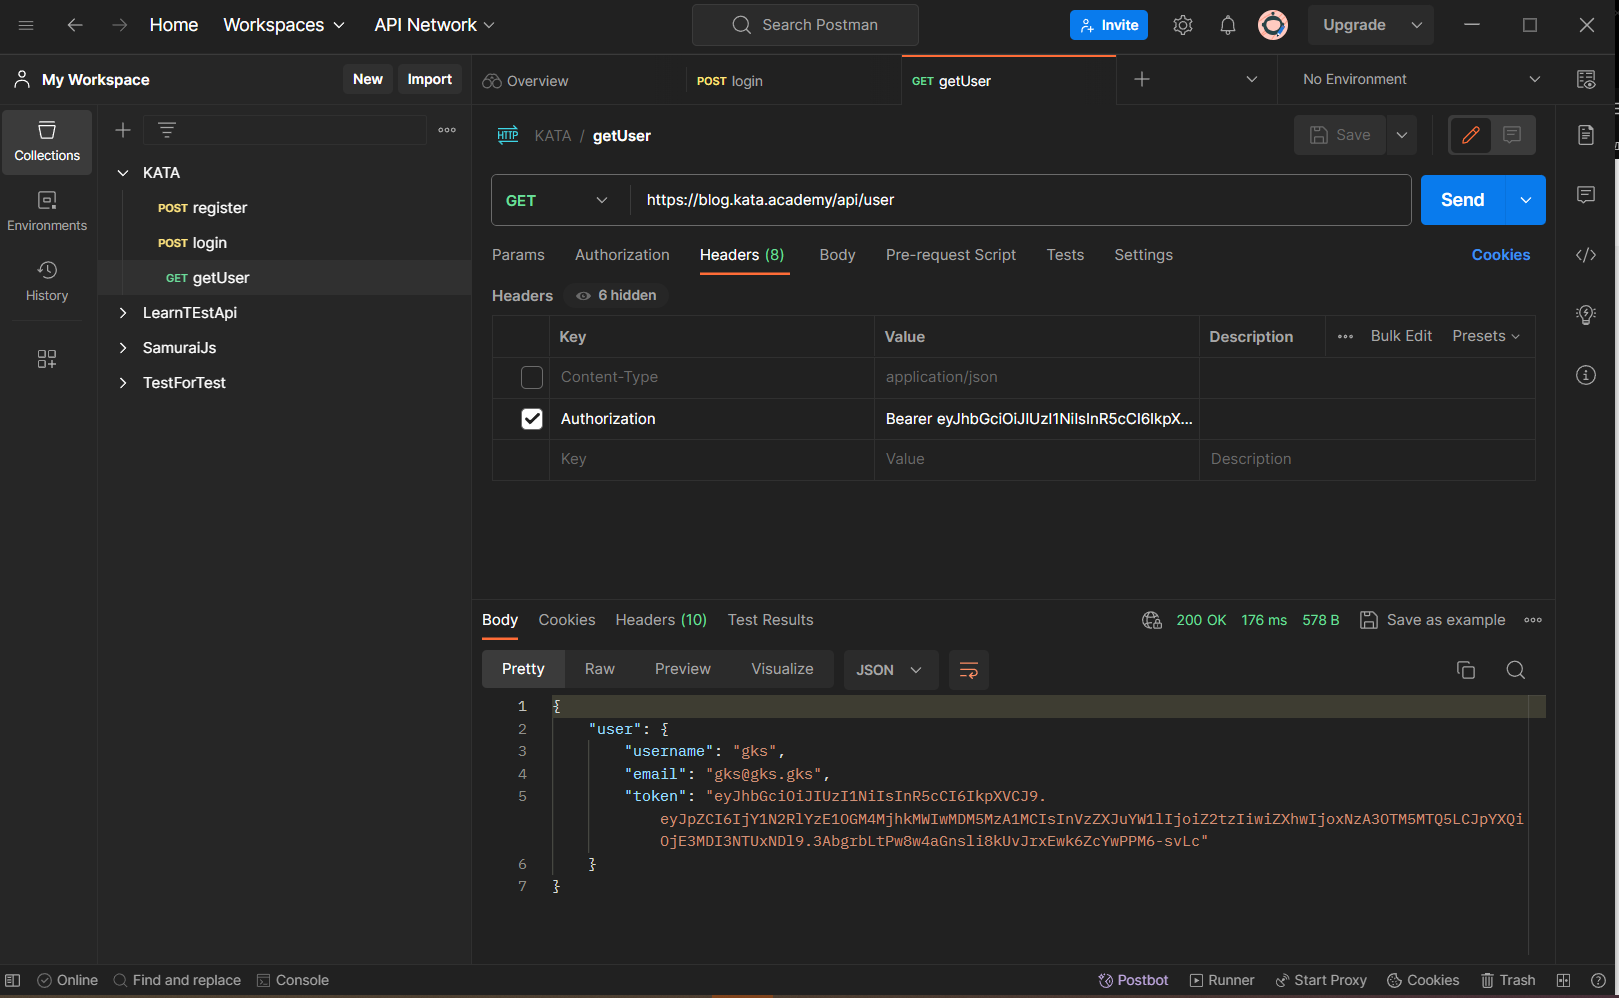 Home
Workspaces
API Network
Search Postman
Invite
Upgrade
My Workspace
New
Import
Overview
POST login
GET getUser
No Environment
Collections
Environments
History
KATA
POST register
POST login
GET getUser
LearnTEstApi
SamuraiJs
TestForTest
HTTP
KATA / getUser
Save
GET
https://blog.kata.academy/api/user
Send
Params
Authorization
Headers (8)
Body
Pre-request Script
Tests
Settings
Cookies
Headers
6 hidden
Key
Value
Description
Bulk Edit
Presets
Content-Type
application/json
Authorization
Bearer eyJhbGciOiJIUzI1NiIsInR5cCI6IkpX...
Key
Value
Description
Body
Cookies
Headers (10)
Test Results
200 OK
176 ms
578 B
Save as example
Pretty
Raw
Preview
Visualize
JSON
1 {
2 "user": {
3 "username": "gks",
4 "email": "gks@gks.gks",
5 "token": "eyJhbGciOiJIUzI1NiIsInR5cCI6IkpXVCJ9.
eyJpZCI6IjY1N2RlYzE1OGM4MjhkMWIwMDM5MzA1MCIsInVzZXJuYW1lIjoiZ2tzIiwiZXhwIjoxNzA3OTM5MTQ5LCJpYXQi
OjE3MDI3NTUxNDl9.3AbgrbLtPw8w4aGnsli8kUvJrxEwk6ZcYwPPM6-svLc"
6 }
7 }
Online
Find and replace
Console
Postbot
Runner
Start Proxy
Cookies
Trash